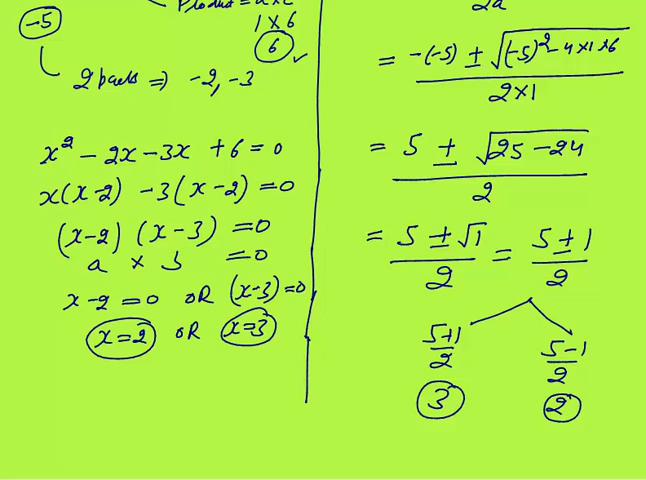 -5
1 × 6
6 ✓
2 parts ⇒ -2, -3
x² - 2x - 3x + 6 = 0
x(x-2) - 3(x-2) = 0
(x-2) (x-3) = 0
a × 3 = 0
x-2 = 0 OR (x-3) = 0
x=2 OR x=3
2a
= -(-5) ± √(-5)² - 4×1×6
2×1
= 5 ± √25 - 24
2
= 5 ± √1 = 5 ± 1
2 2
5+1 5-1
2 2
3 2